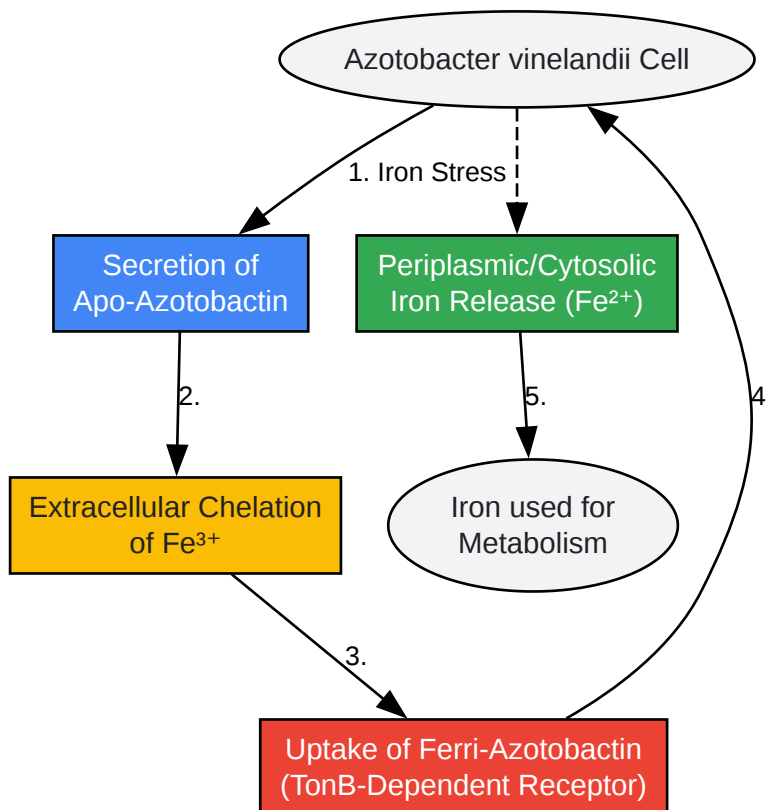 Azotobacter vinelandii Cell
1. Iron Stress
Secretion of
Apo-Azotobactin
Periplasmic/Cytosolic
Iron Release (Fe²⁺)
2.
5.
4
Extracellular Chelation
of Fe³⁺
Iron used for
Metabolism
3.
Uptake of Ferri-Azotobactin
(TonB-Dependent Receptor)